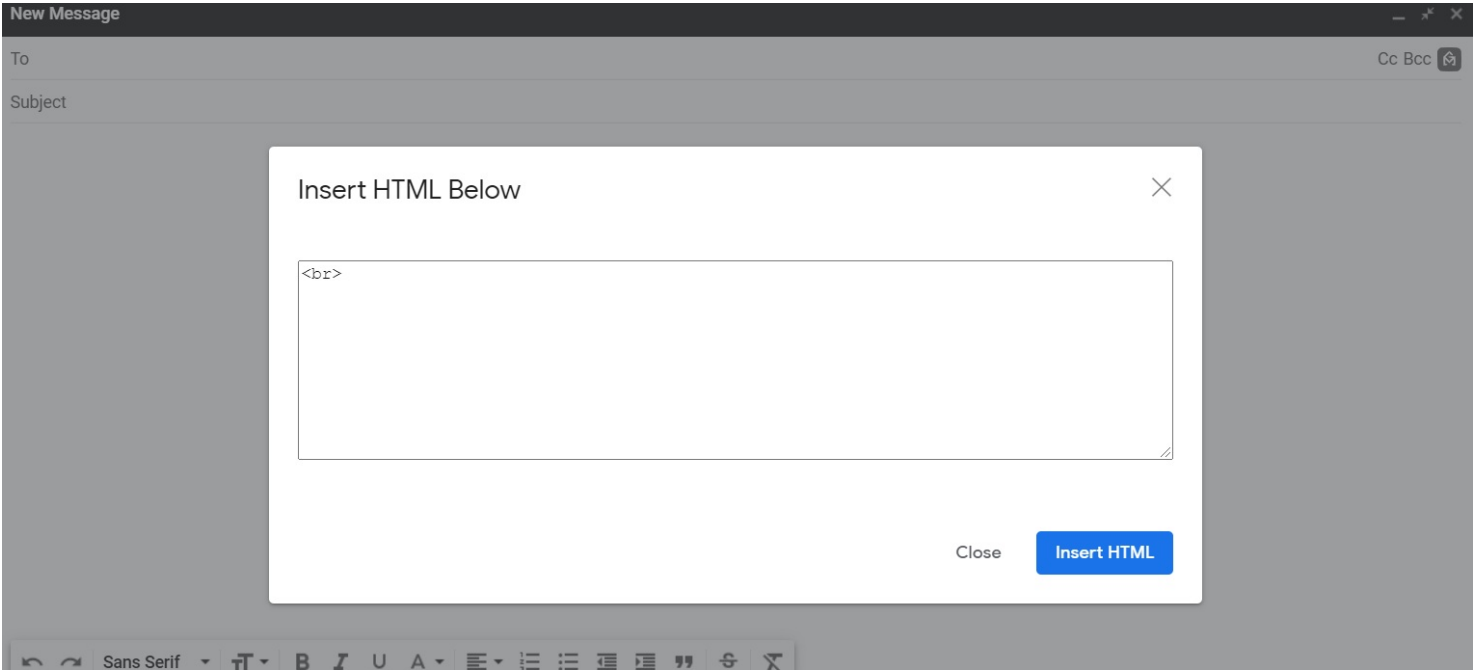 New Message
To
Cc Bcc
Subject
Insert HTML Below
<br>
Close
Insert HTML
Sans Serif